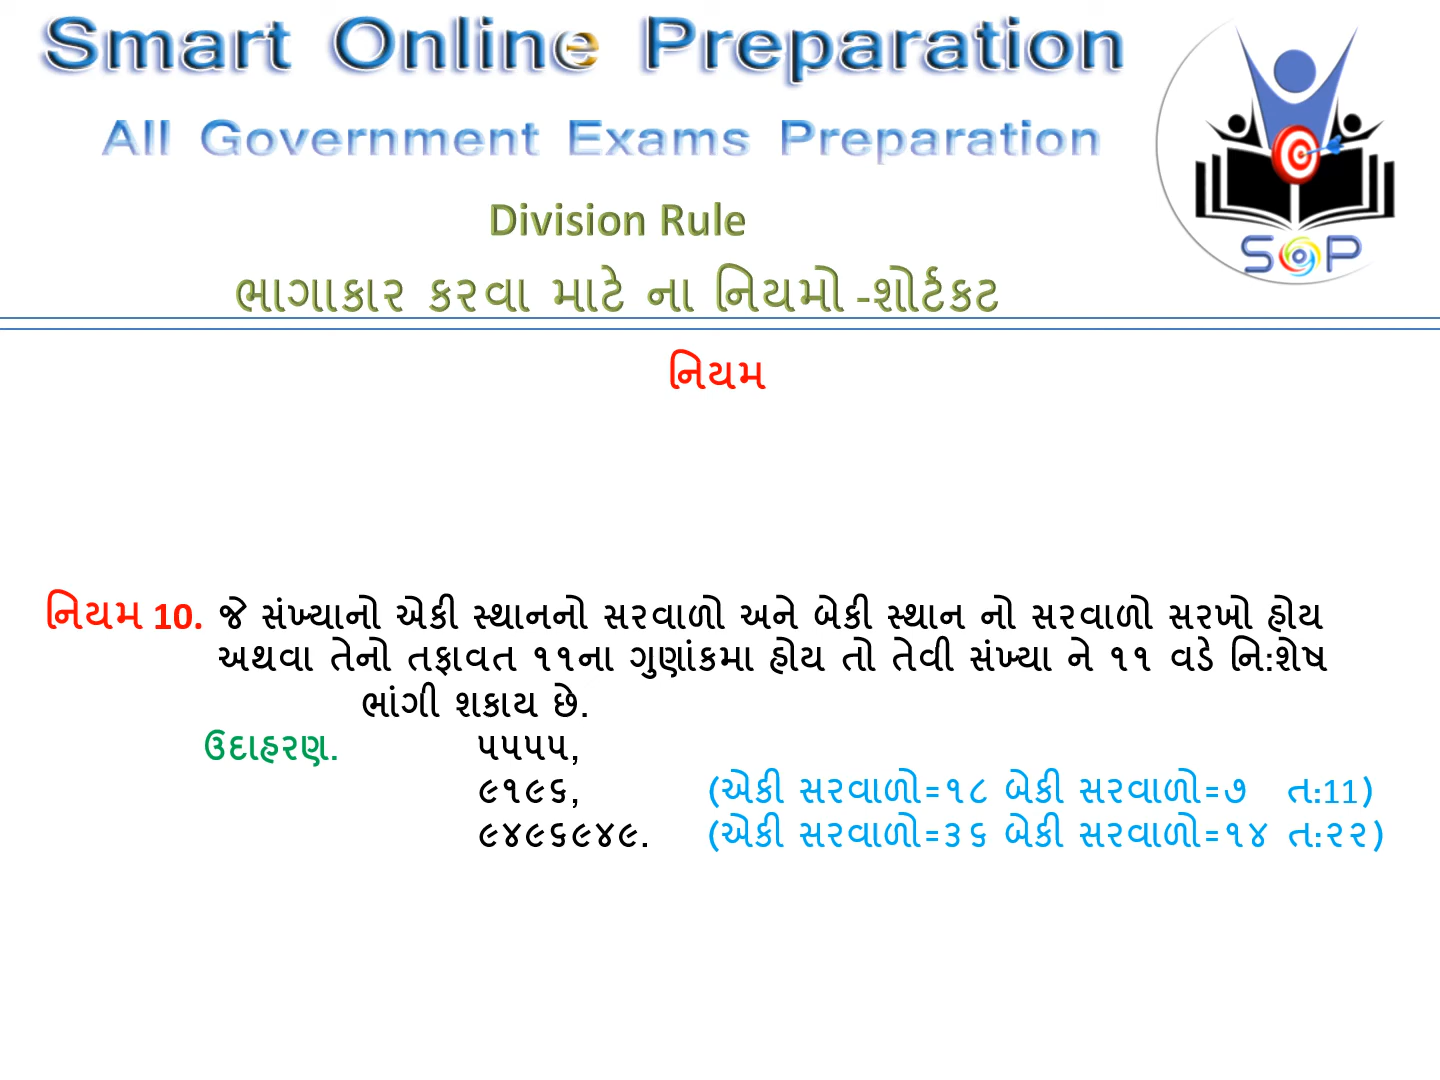 Smart Online Preparation
All Government Exams Preparation
Division Rule
ભાગાકાર કરવા માટે ના નિયમો -શોર્ટકટ
SOP
નિયમ
નિયમ 10. જે સંખ્યાનો એકી સ્થાનનો સરવાળો અને બેકી સ્થાન નો સરવાળો સરખો હોય
અથવા તેનો તફાવત ૧૧ના ગુણાંકમા હોય તો તેવી સંખ્યા ને ૧૧ વડે નિ:શેષ
ભાંગી શકાય છે.
ઉદાહરણ. ૫૫૫૫,
૯૧૯૬, (એકી સરવાળો=૧૮ બેકી સરવાળો=૭ ત:11)
૯૪૯૬૯૪૯. (એકી સરવાળો=૩૬ બેકી સરવાળો=૧૪ ત:૨૨)